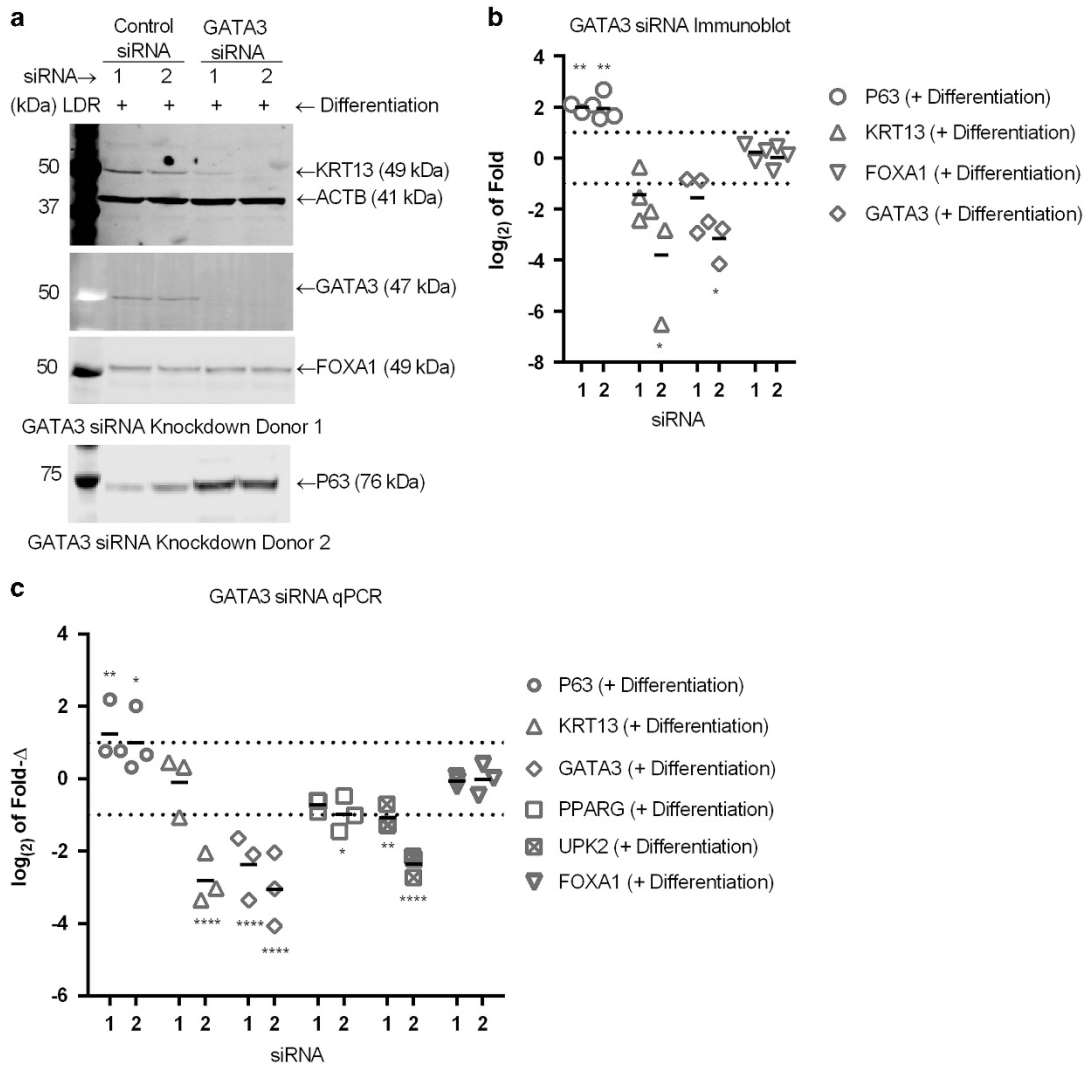 a
Control siRNA
GATA3 siRNA
siRNA→ 1 2 1 2
(kDa) LDR + + + + ← Differentiation
50 ←KRT13 (49 kDa)
37 ←ACTB (41 kDa)
50 ←GATA3 (47 kDa)
50 ←FOXA1 (49 kDa)
GATA3 siRNA Knockdown Donor 1
75 ←P63 (76 kDa)
GATA3 siRNA Knockdown Donor 2
b
GATA3 siRNA Immunoblot
log(2) of Fold
4
2
0
-2
-4
-6
-8
** **
*
*
1 2 1 2 1 2 1 2
siRNA
P63 (+ Differentiation)
KRT13 (+ Differentiation)
FOXA1 (+ Differentiation)
GATA3 (+ Differentiation)
c
GATA3 siRNA qPCR
log(2) of Fold-Δ
4
2
0
-2
-4
-6
** *
**** **** **** * ** ****
1 2 1 2 1 2 1 2 1 2 1 2
siRNA
P63 (+ Differentiation)
KRT13 (+ Differentiation)
GATA3 (+ Differentiation)
PPARG (+ Differentiation)
UPK2 (+ Differentiation)
FOXA1 (+ Differentiation)